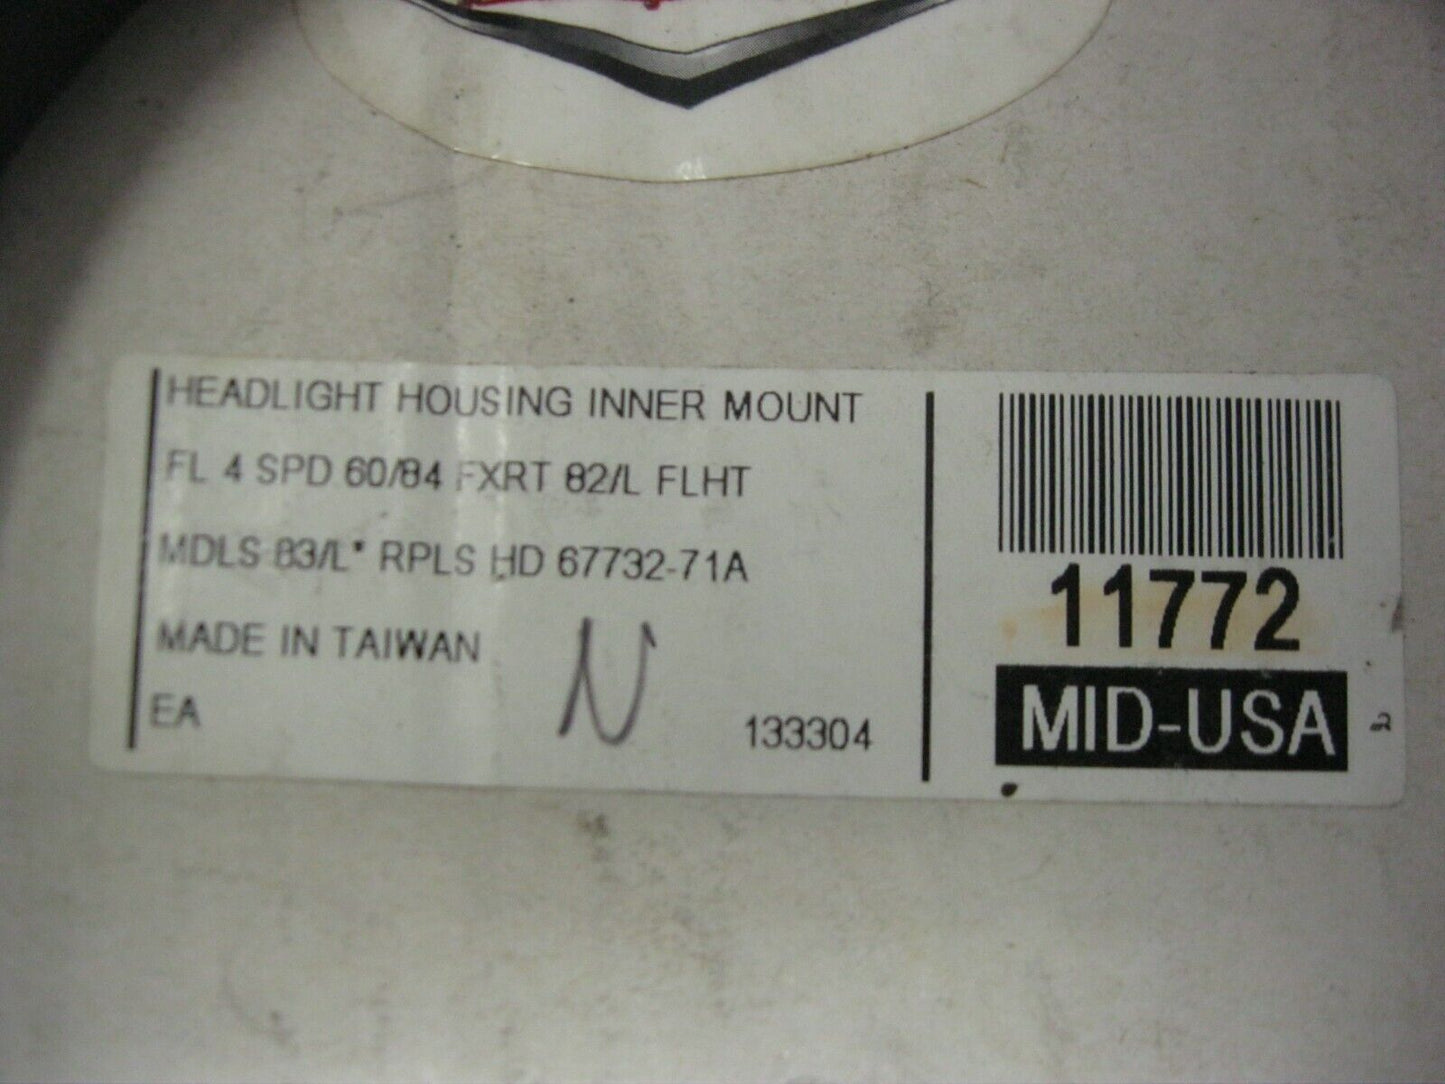 HEADLIGHT HOUSING INNER MOUNT
FL 4 SPD 60/84 FXRT 82/L FLHT
MDLS 83/L* RPLS HD 67732-71A
MADE IN TAIWAN
N
EA
133304
11772
MID-USA